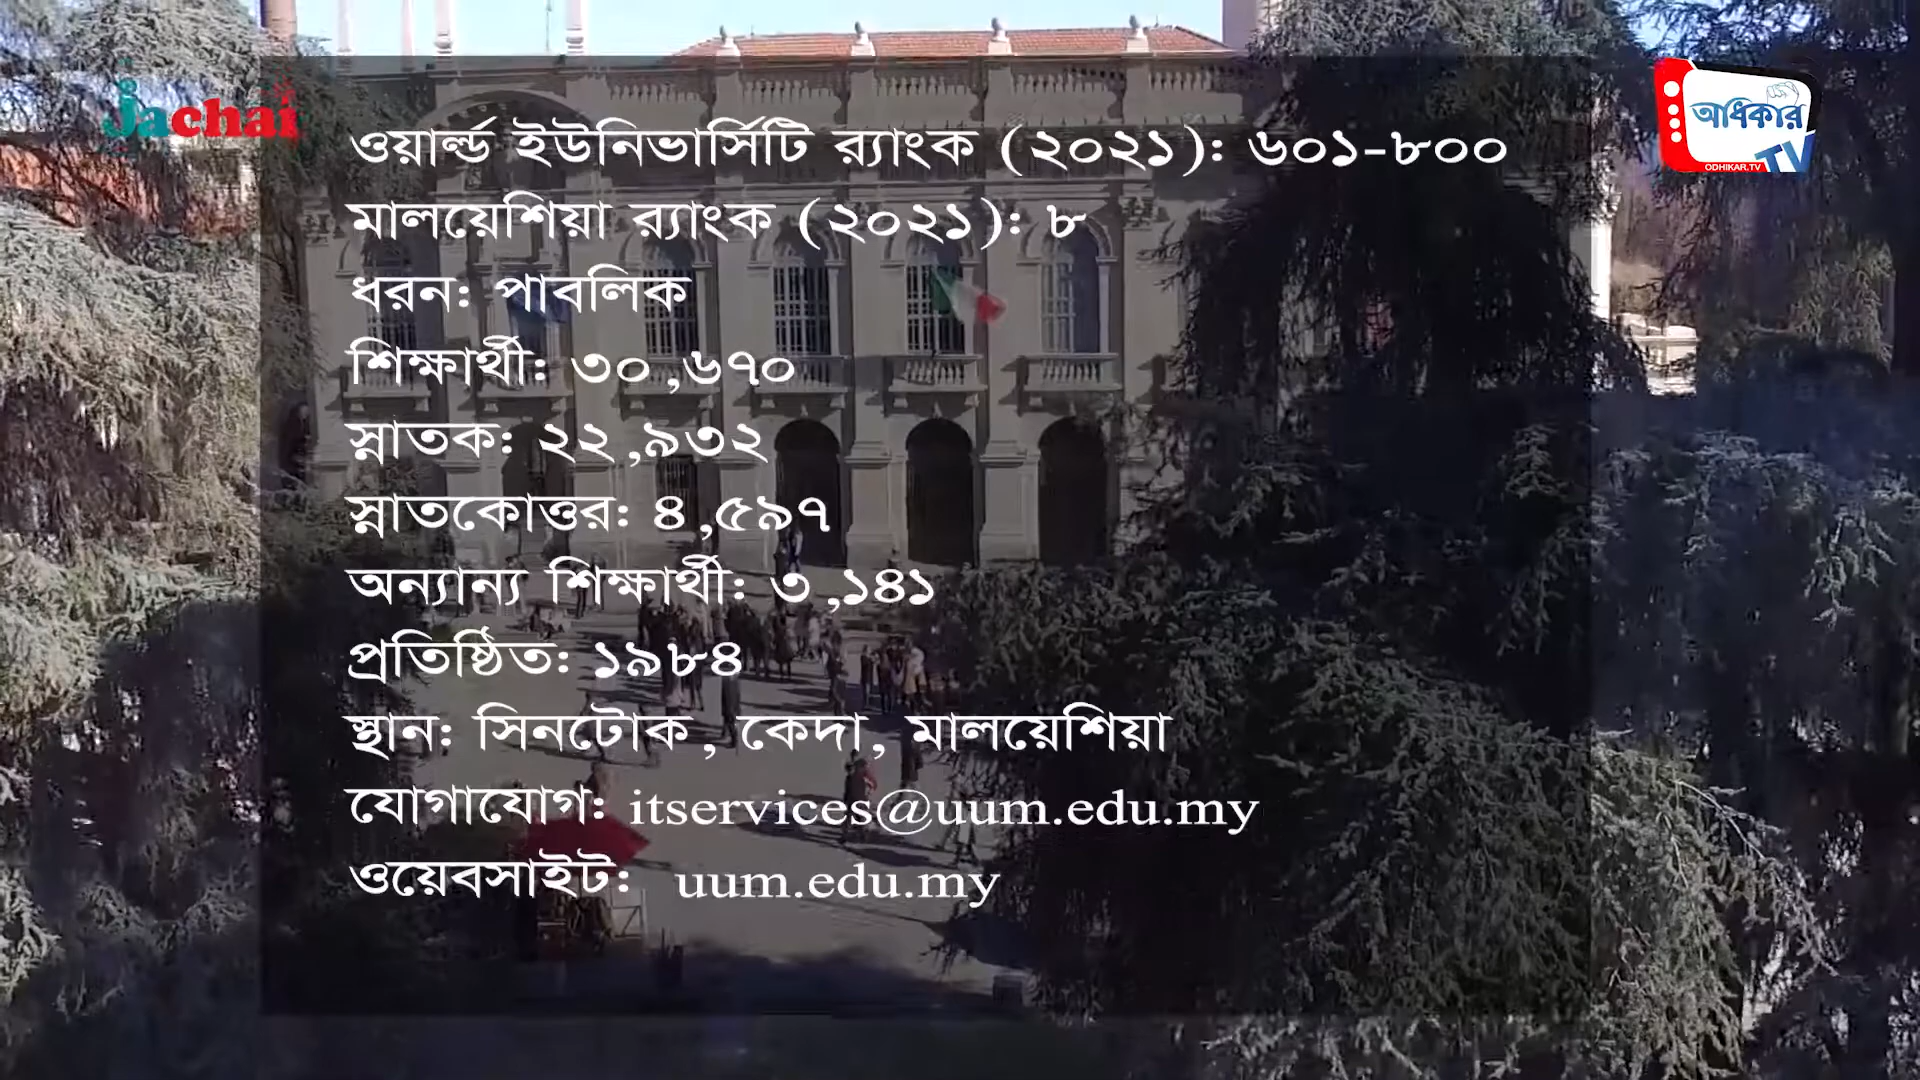 jachai
অধিকার
TV
ODHIKAR.TV
ওয়ার্ল্ড ইউনিভার্সিটি র‍্যাংক (২০২১): ৬০১-৮০০
মালয়েশিয়া র‍্যাংক (২০২১): ৮
ধরন: পাবলিক
শিক্ষার্থী: ৩০,৬৭০
স্নাতক: ২২,৯৩২
স্নাতকোত্তর: ৪,৫৯৭
অন্যান্য শিক্ষার্থী: ৩,১৪১
প্রতিষ্ঠিত: ১৯৮৪
স্থান: সিনটোক, কেদা, মালয়েশিয়া
যোগাযোগ: itservices@uum.edu.my
ওয়েবসাইট: uum.edu.my